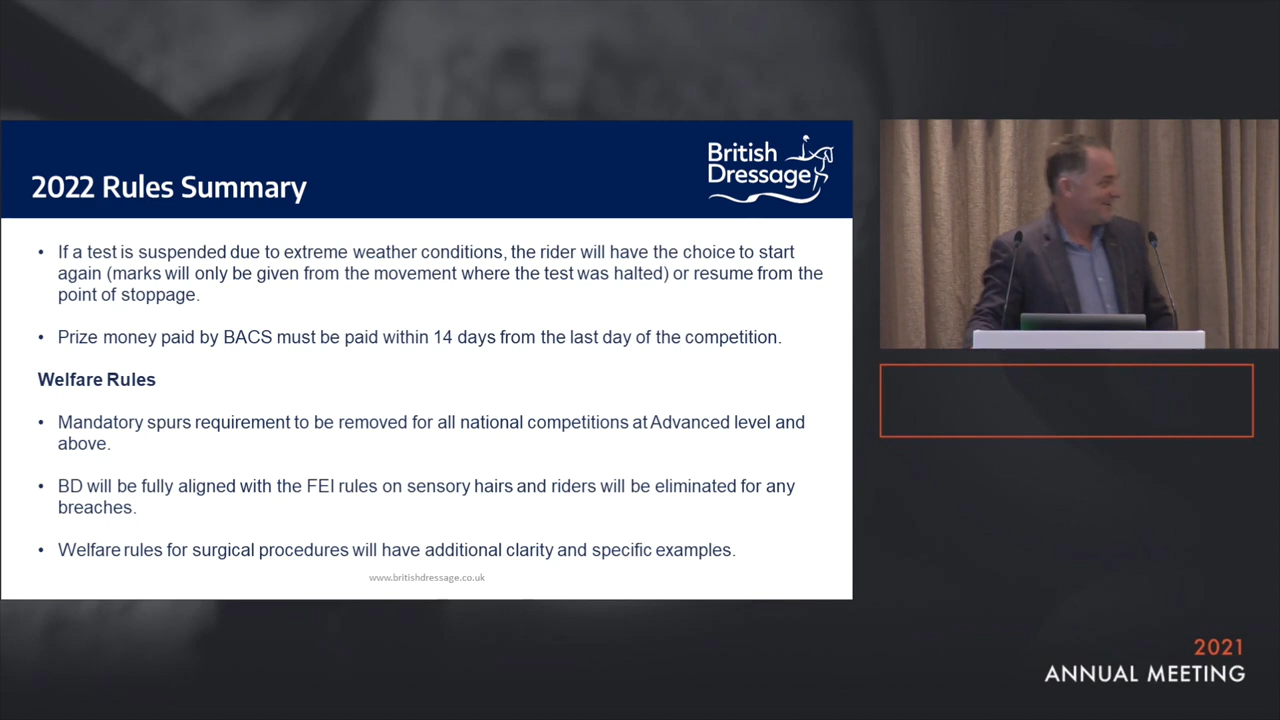 British
Dressage
2022 Rules Summary
• If a test is suspended due to extreme weather conditions, the rider will have the choice to start
again (marks will only be given from the movement where the test was halted) or resume from the
point of stoppage.
• Prize money paid by BACS must be paid within 14 days from the last day of the competition.
Welfare Rules
• Mandatory spurs requirement to be removed for all national competitions at Advanced level and
above.
• BD will be fully aligned with the FEI rules on sensory hairs and riders will be eliminated for any
breaches.
• Welfare rules for surgical procedures will have additional clarity and specific examples.
www.britishdressage.co.uk
2021
ANNUAL MEETING